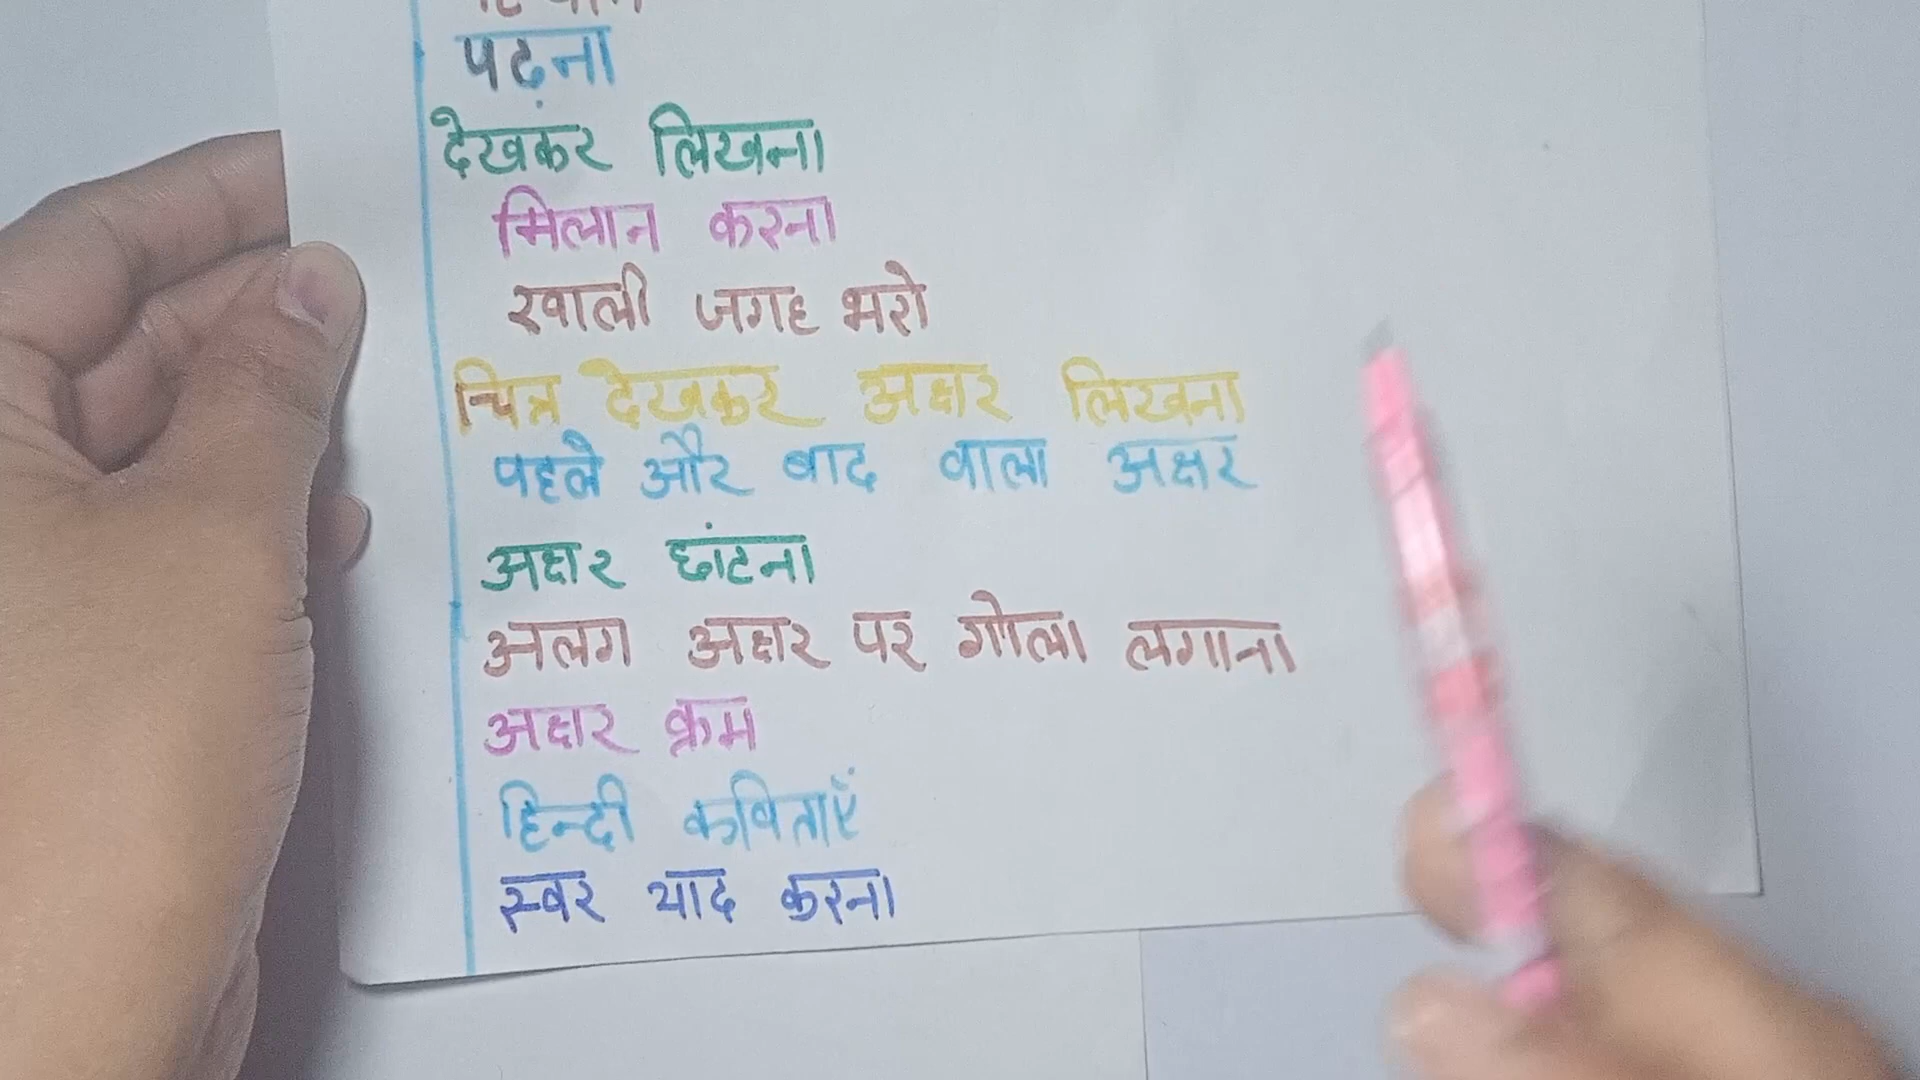 पढ़ना
देखकर लिखना
मिलान करना
खाली जगह भरो
चित्र देखकर अक्षर लिखना
पहले और बाद वाला अक्षर
अक्षर छांटना
अलग अक्षर पर गोला लगाना
अक्षर क्रम
हिन्दी कविताएँ
स्वर याद करना